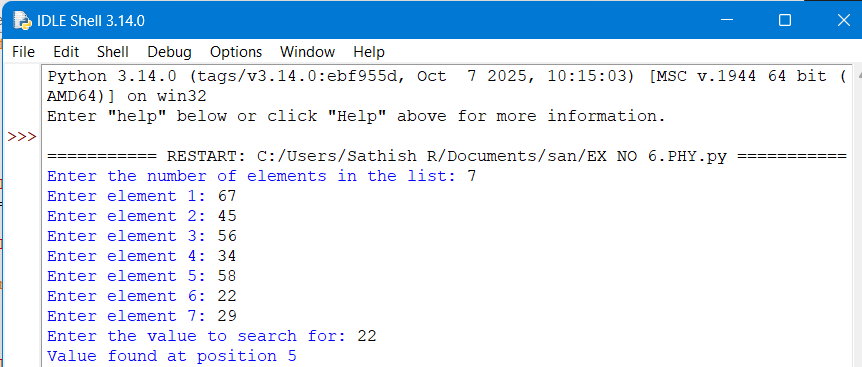 IDLE Shell 3.14.0
File Edit Shell Debug Options Window Help
Python 3.14.0 (tags/v3.14.0:ebf955d, Oct  7 2025, 10:15:03) [MSC v.1944 64 bit (
AMD64)] on win32
Enter "help" below or click "Help" above for more information.
>>>
=========== RESTART: C:/Users/Sathish R/Documents/san/EX NO 6.PHY.py ===========
Enter the number of elements in the list: 7
Enter element 1: 67
Enter element 2: 45
Enter element 3: 56
Enter element 4: 34
Enter element 5: 58
Enter element 6: 22
Enter element 7: 29
Enter the value to search for: 22
Value found at position 5